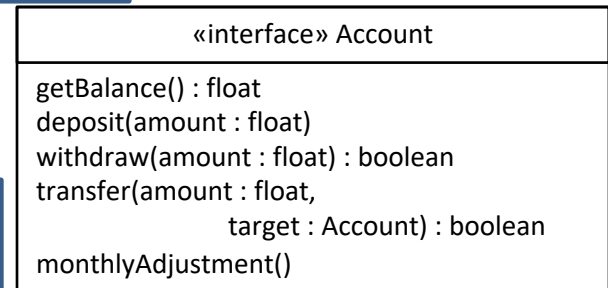 «interface» Account
getBalance() : float
deposit(amount : float)
withdraw(amount : float) : boolean
transfer(amount : float,
target : Account) : boolean
monthlyAdjustment()